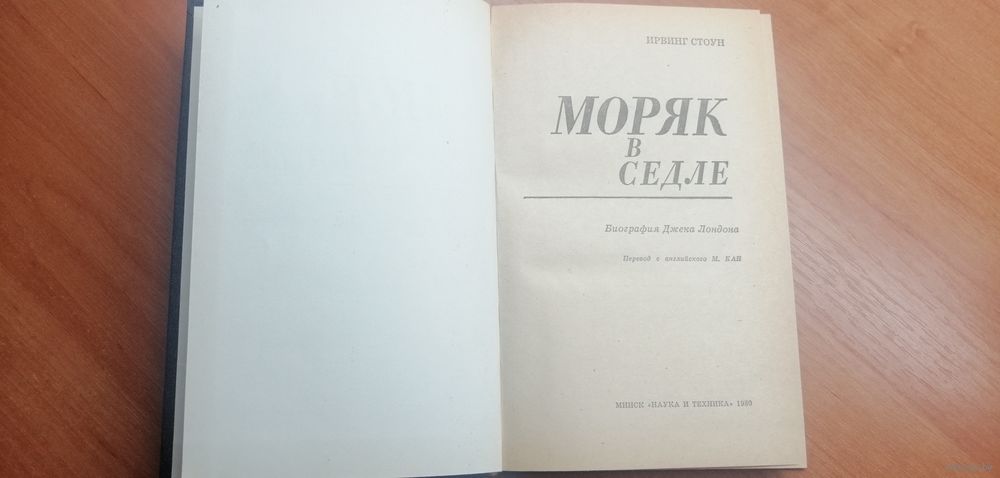 ИРВИНГ СТОУН
МОРЯК
В
СЕДЛЕ
Биография Джека Лондона
Перевод с английского М. КАН
МИНСК «НАУКА И ТЕХНИКА» 1980